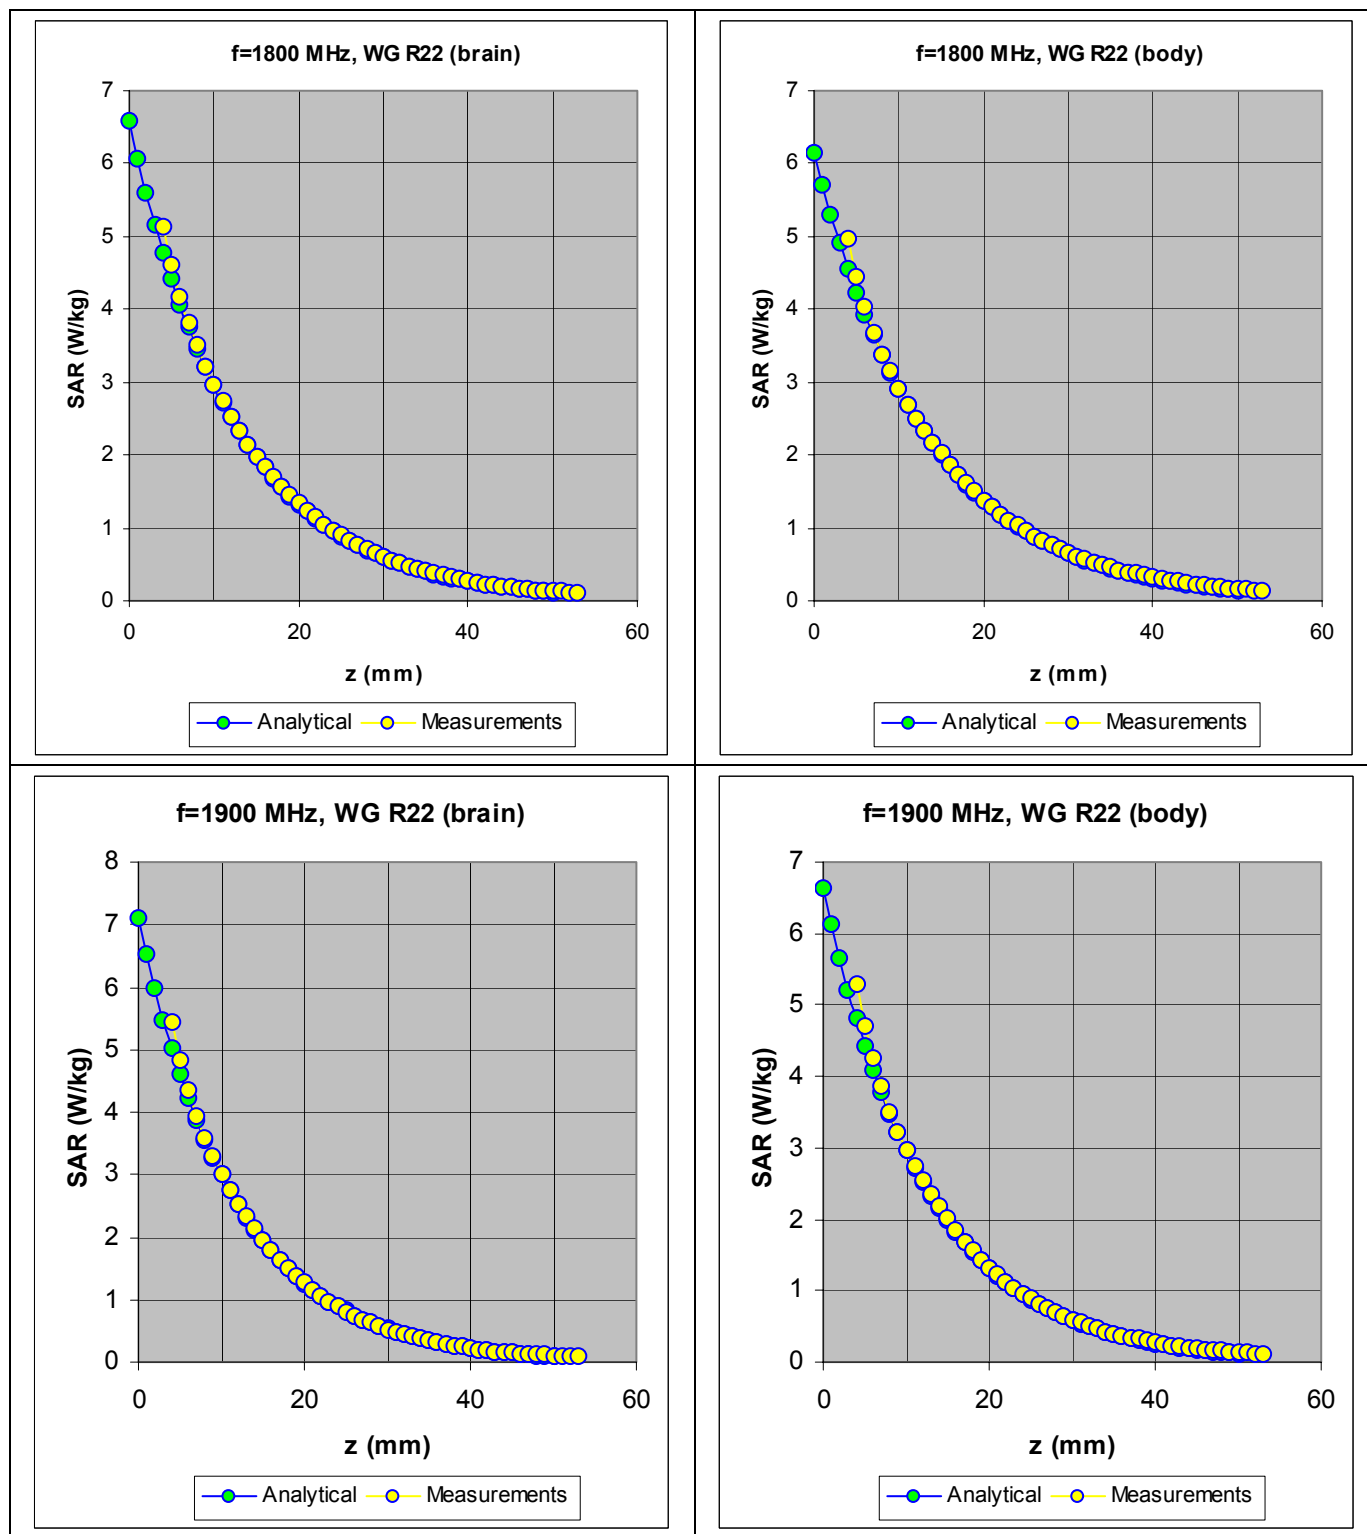 f=1800 MHz, WG R22 (brain)
7
6
5
4
3
2
1
0
SAR (W/kg)
0 20 40 60
z (mm)
Analytical Measurements
f=1800 MHz, WG R22 (body)
7
6
5
4
3
2
1
0
SAR (W/kg)
0 20 40 60
z (mm)
Analytical Measurements
f=1900 MHz, WG R22 (brain)
8
7
6
5
4
3
2
1
0
SAR (W/kg)
0 20 40 60
z (mm)
Analytical Measurements
f=1900 MHz, WG R22 (body)
7
6
5
4
3
2
1
0
SAR (W/kg)
0 20 40 60
z (mm)
Analytical Measurements